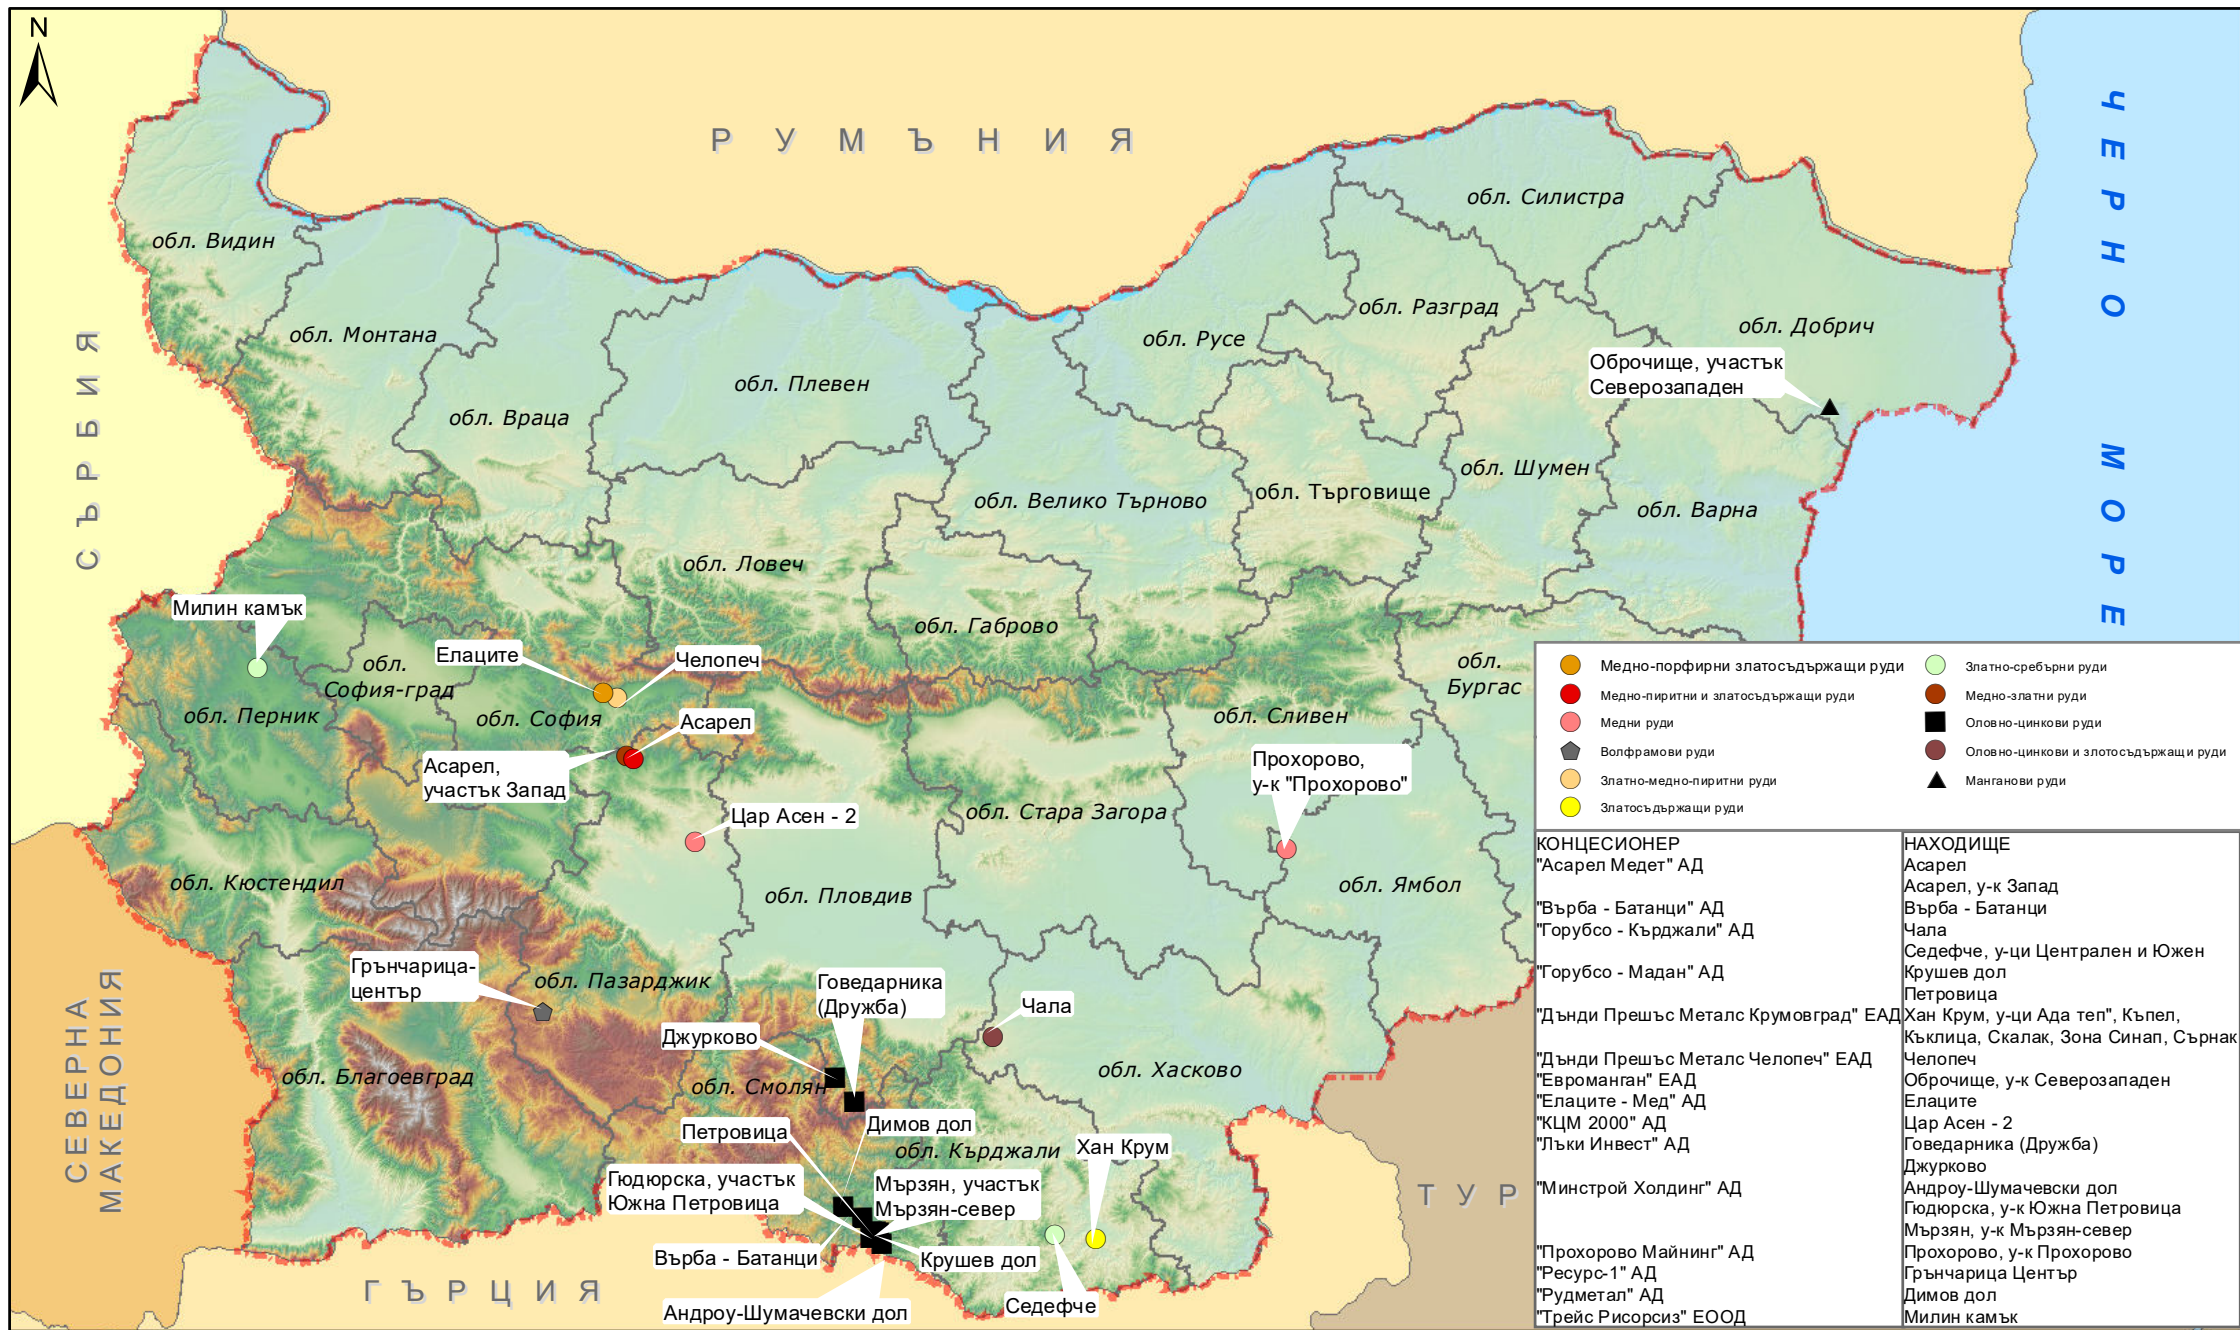 N
РУМЪНИЯ
ЧЕРНО МОРЕ
СЪРБИЯ
СЕВЕРНА
МАКЕДОНИЯ
ГЪРЦИЯ
ТУР
обл. Видин
обл. Монтана
обл. Враца
обл. Плевен
обл. Русе
обл. Силистра
обл. Разград
обл. Добрич
Оброчище, участък
Северозападен
обл. Шумен
обл. Търговище
обл. Варна
обл. Велико Търново
обл. Ловеч
обл. Габрово
Милин камък
обл.
София-град
обл. Перник
Елаците
Челопеч
обл. София
Асарел
Асарел,
участък Запад
обл.
Бургас
обл. Сливен
Прохорово,
у-к "Прохорово"
Цар Асен - 2
обл. Стара Загора
обл. Кюстендил
обл. Пловдив
обл. Ямбол
Грънчарица-
център
обл. Пазарджик
Говедарника
(Дружба)
Чала
Джурково
обл. Благоевград
обл. Смолян
обл. Хасково
Димов дол
Петровица
обл. Кърджали
Хан Крум
Гюдюрска, участък
Южна Петровица
Мързян, участък
Мързян-север
Върба - Батанци
Крушев дол
Андроу-Шумачевски дол
Седефче
Медно-порфирни златосъдържащи руди
Медно-пиритни и златосъдържащи руди
Медни руди
Волфрамови руди
Златно-медно-пиритни руди
Златосъдържащи руди
Златно-сребърни руди
Медно-златни руди
Оловно-цинкови руди
Оловно-цинкови и злотосъдържащи руди
Манганови руди
КОНЦЕСИОНЕР НАХОДИЩЕ
"Асарел Медет" АД Асарел
Асарел, у-к Запад
"Върба - Батанци" АД Върба - Батанци
"Горубсо - Кърджали" АД Чала
Седефче, у-ци Централен и Южен
"Горубсо - Мадан" АД Крушев дол
Петровица
"Дънди Прешъс Металс Крумовград" ЕАД Хан Крум, у-ци Ада теп", Къпел,
Къклица, Скалак, Зона Синап, Сърнак
"Дънди Прешъс Металс Челопеч" ЕАД Челопеч
"Евроманган" ЕАД Оброчище, у-к Северозападен
"Елаците - Мед" АД Елаците
"КЦМ 2000" АД Цар Асен - 2
"Лъки Инвест" АД Говедарника (Дружба)
Джурково
"Минстрой Холдинг" АД Андроу-Шумачевски дол
Гюдюрска, у-к Южна Петровица
Мързян, у-к Мързян-север
"Прохорово Майнинг" АД Прохорово, у-к Прохорово
"Ресурс-1" АД Грънчарица Център
"Рудметал" АД Димов дол
"Трейс Рисорсиз" ЕООД Милин камък